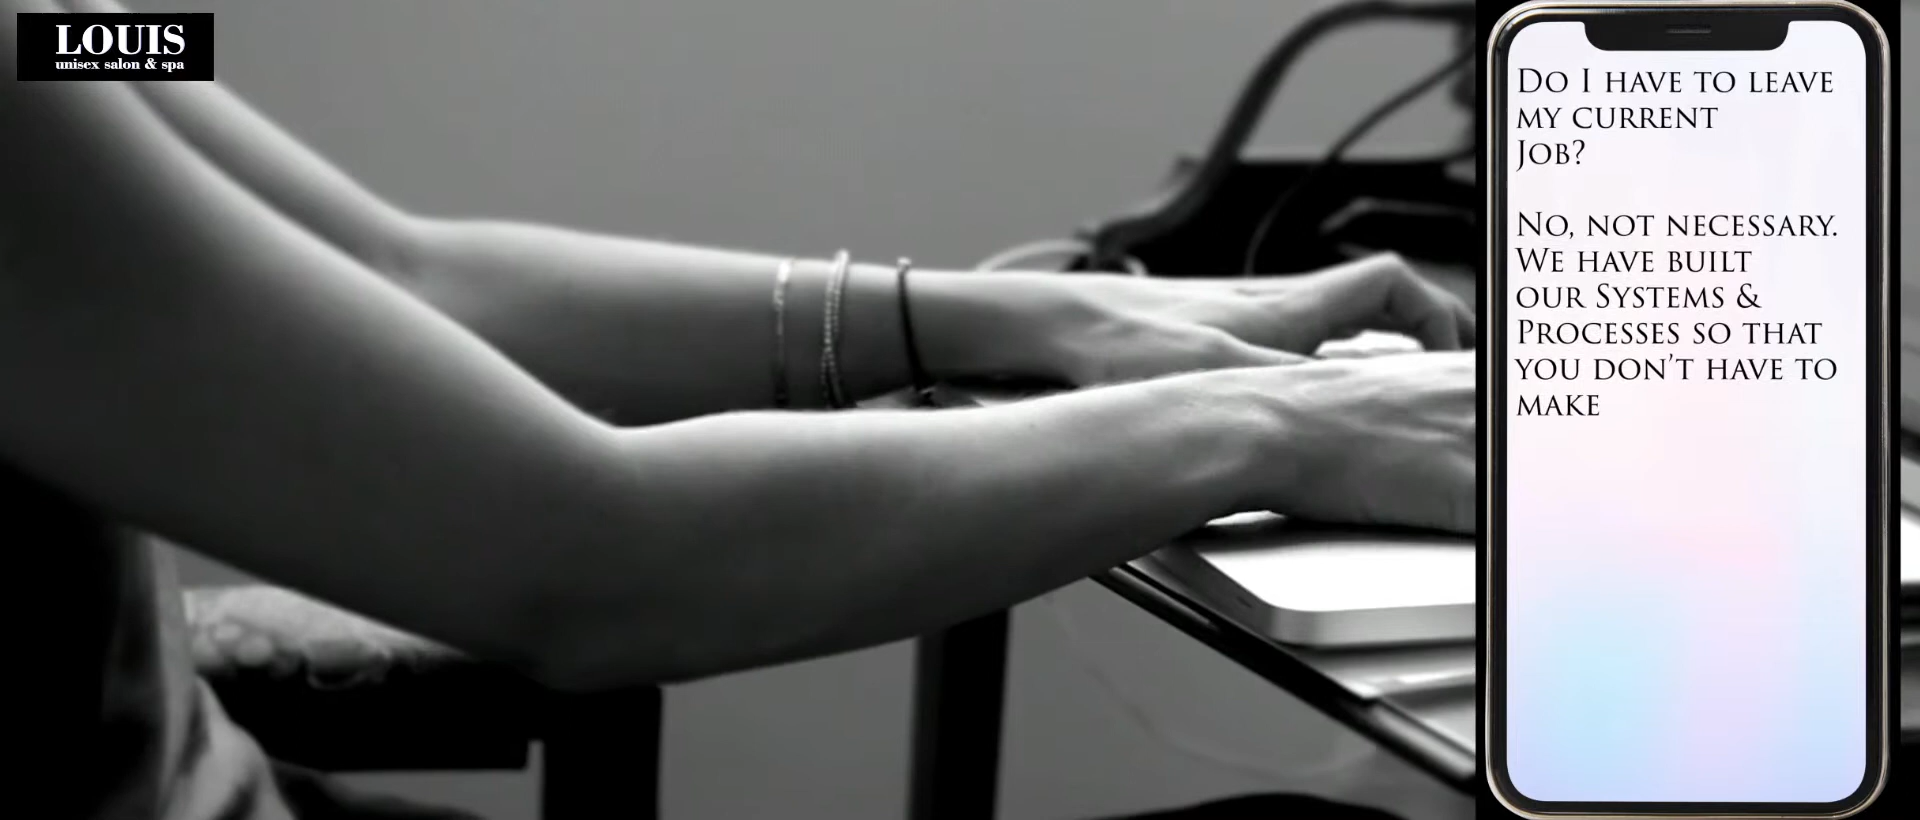 LOUIS
unisex salon & spa
Do I have to leave
my current
Job?
No, not necessary.
We have built
our Systems &
Processes so that
you don’t have to
make